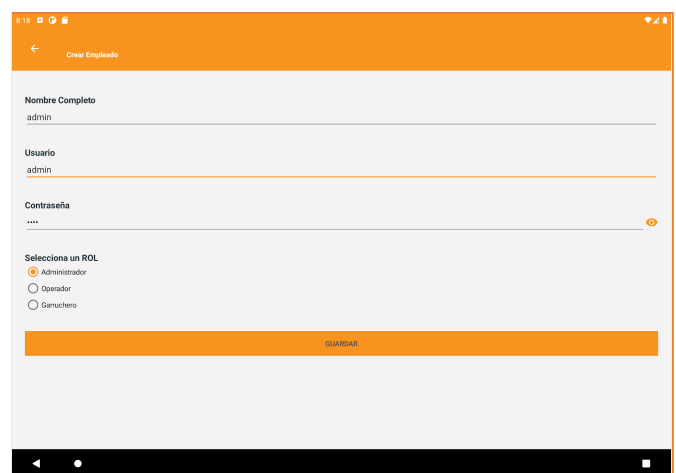 8:18
Crear Empleado
Nombre Completo
admin
Usuario
admin
Contraseña
....
Selecciona un ROL
Administrador
Operador
Garruchero
GUARDAR